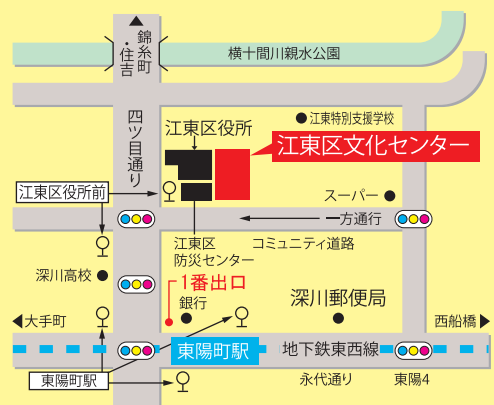 錦糸町
・住吉
横十間川親水公園
四ツ目通り
江東区役所
江東特別支援学校
江東区文化センター
江東区役所前
スーパー
一方通行
江東区
防災センター
コミュニティ道路
深川高校
1番出口
銀行
深川郵便局
大手町
西船橋
東陽町駅
地下鉄東西線
東陽町駅
永代通り
東陽4